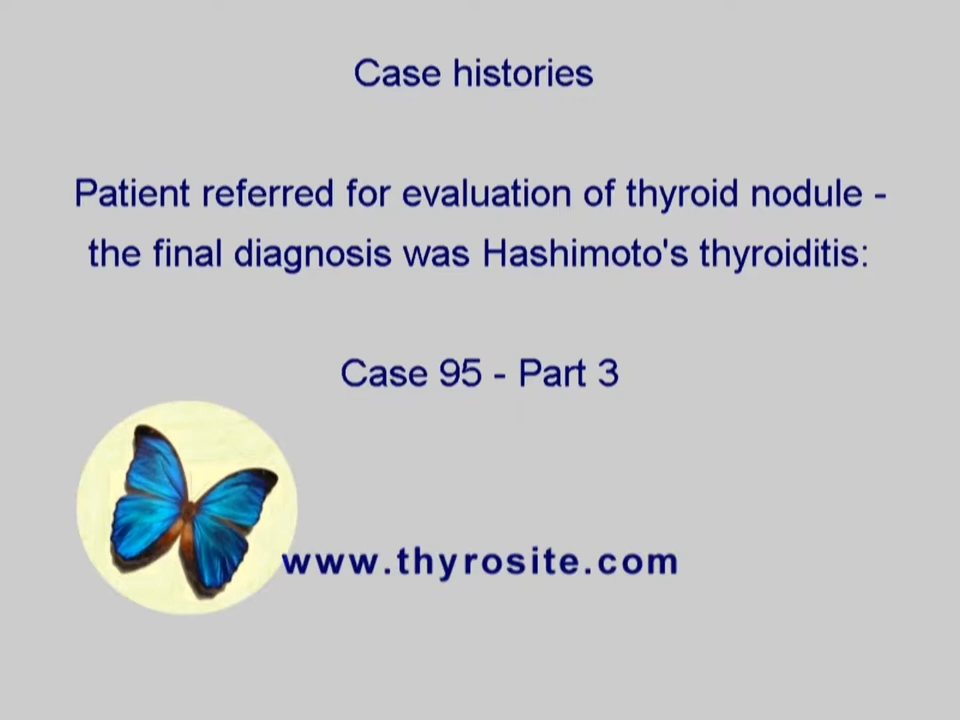 Case histories
Patient referred for evaluation of thyroid nodule -
the final diagnosis was Hashimoto's thyroiditis:
Case 95 - Part 3
www.thyrosite.com